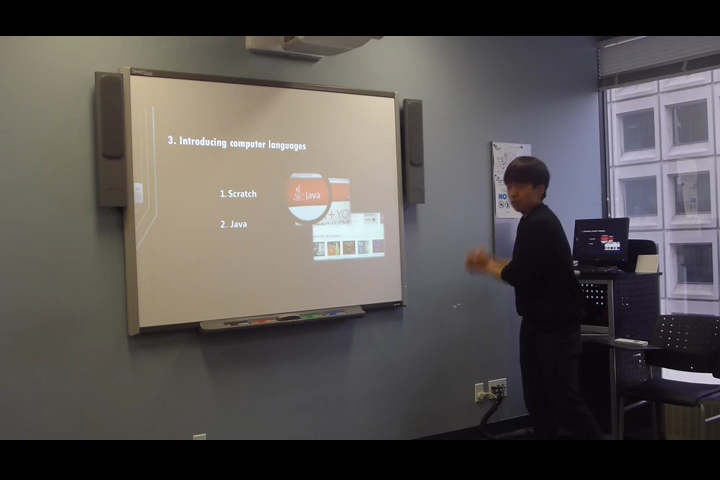 3. Introducing computer languages
1. Scratch
2. Java
Java